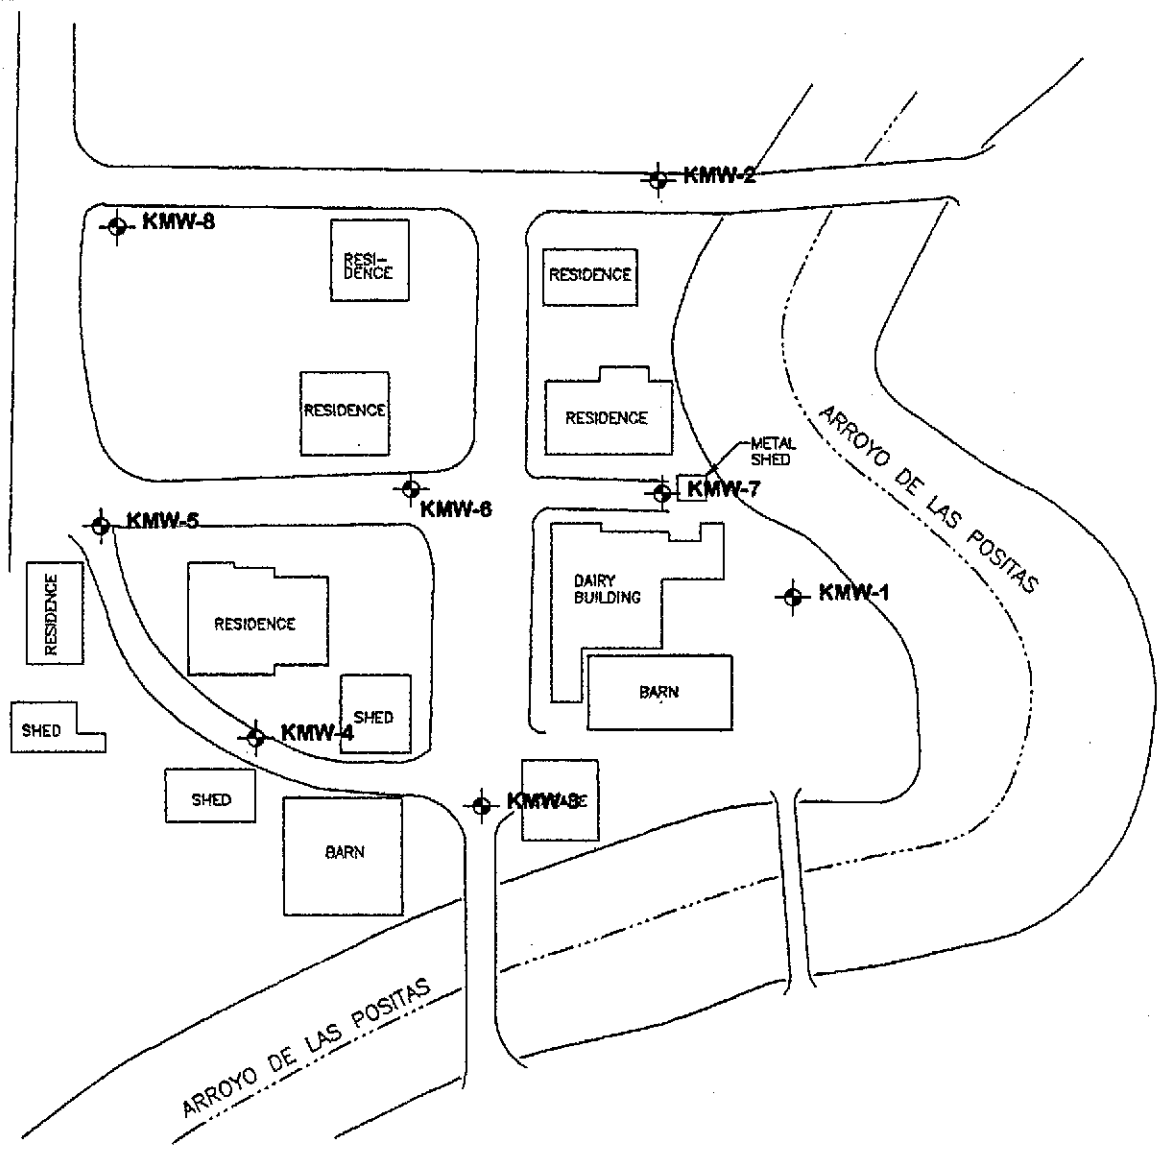 KMW-2
KMW-8
RESI-
DENCE
RESIDENCE
RESIDENCE
RESIDENCE
ARROYO DE LAS POSITAS
METAL
SHED
KMW-7
KMW-6
KMW-5
DAIRY
BUILDING
KMW-1
RESIDENCE
RESIDENCE
BARN
SHED
SHED
KMW-4
SHED
KMW-3
BARN
ARROYO DE LAS POSITAS